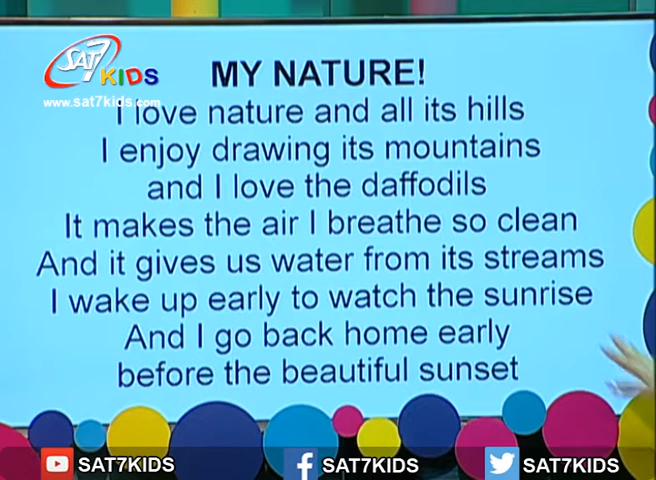 SAT7
KIDS
www.sat7kids.com
MY NATURE!
I love nature and all its hills
I enjoy drawing its mountains
and I love the daffodils
It makes the air I breathe so clean
And it gives us water from its streams
I wake up early to watch the sunrise
And I go back home early
before the beautiful sunset
SAT7KIDS
SAT7KIDS
SAT7KIDS